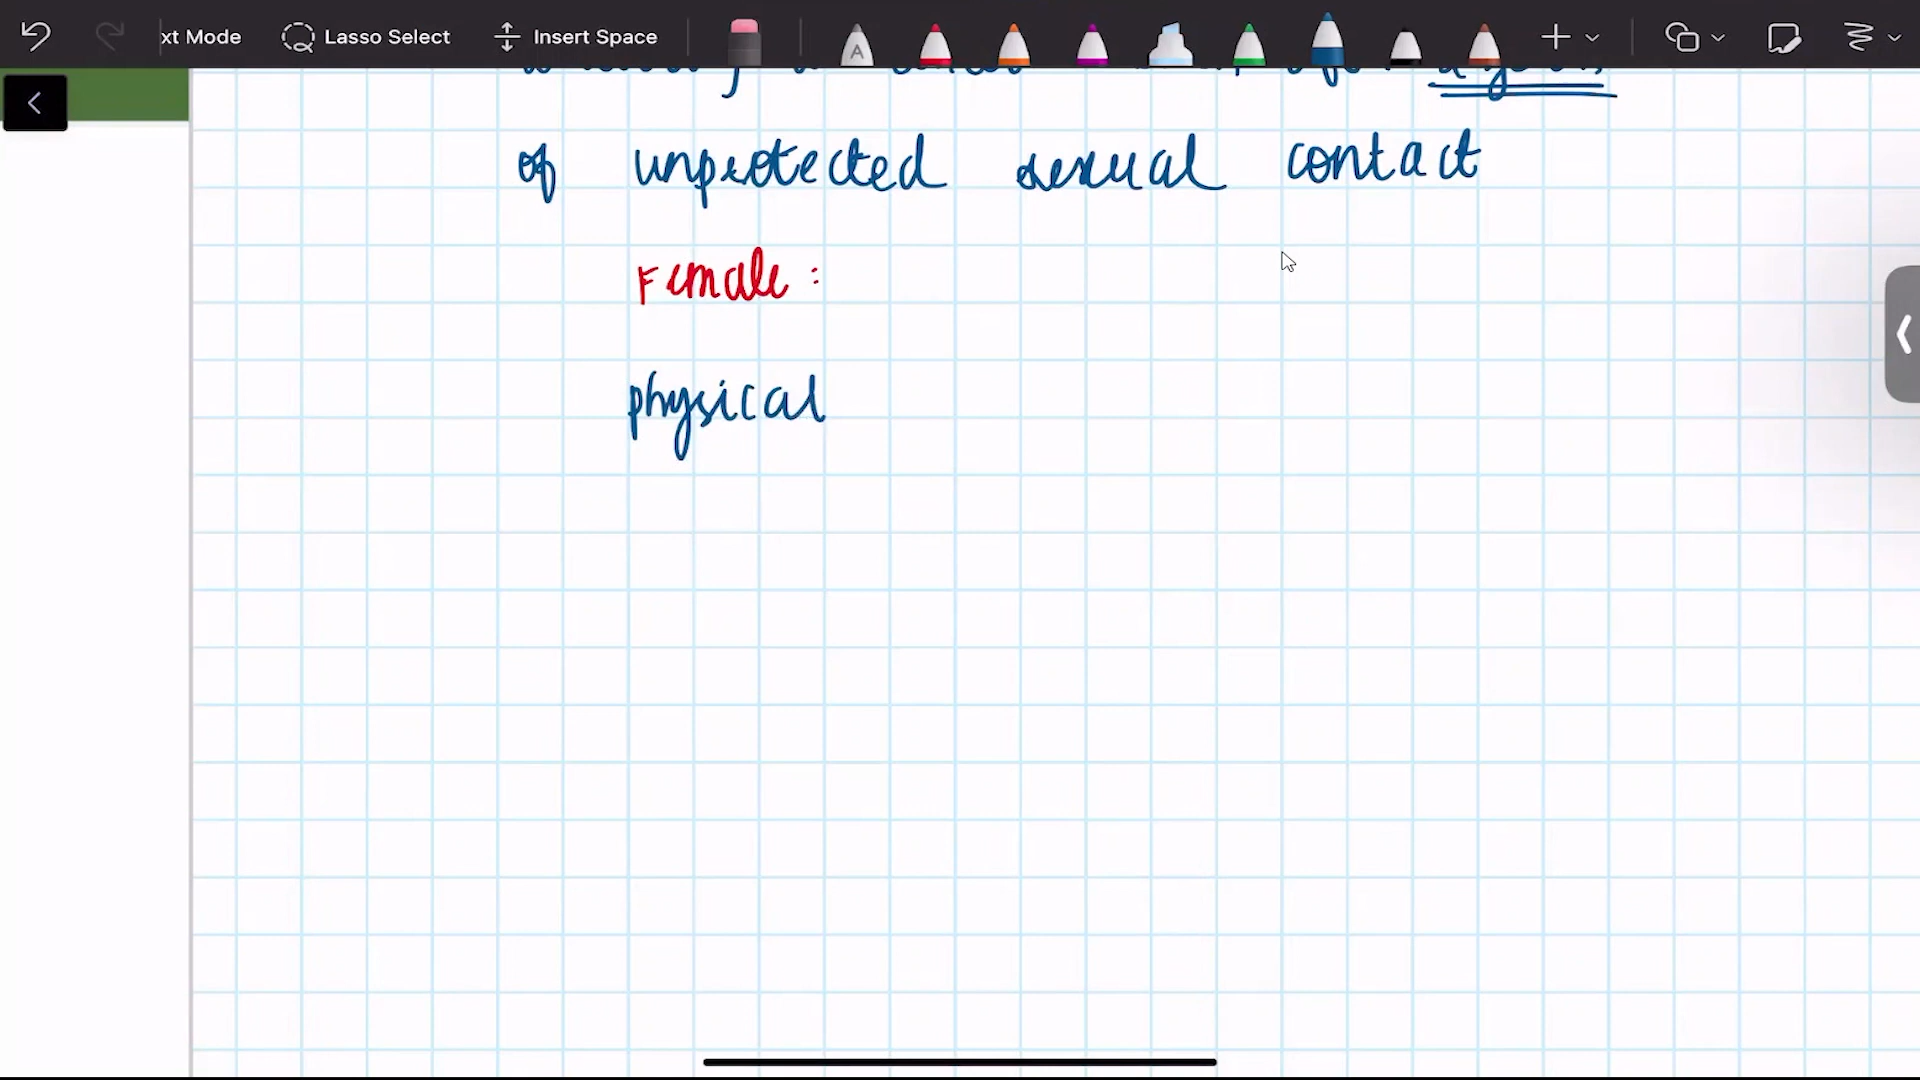 xt Mode Lasso Select Insert Space
of unprotected sexual contact
Female :
physical